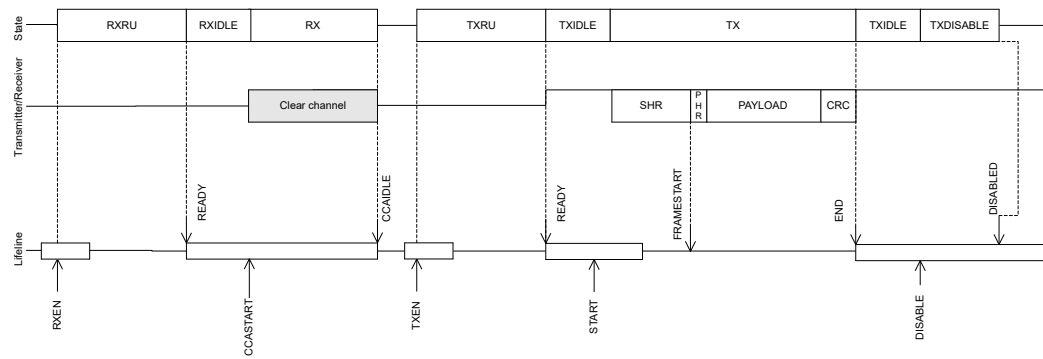 State
RXRU RXIDLE RX TXRU TXIDLE TX TXIDLE TXDISABLE
Transmitter/Receiver
Clear channel SHR PHR PAYLOAD CRC
READY CCAIDLE READY FRAMESTART END DISABLED
Lifeline
RXEN CCASTART TXEN START DISABLE